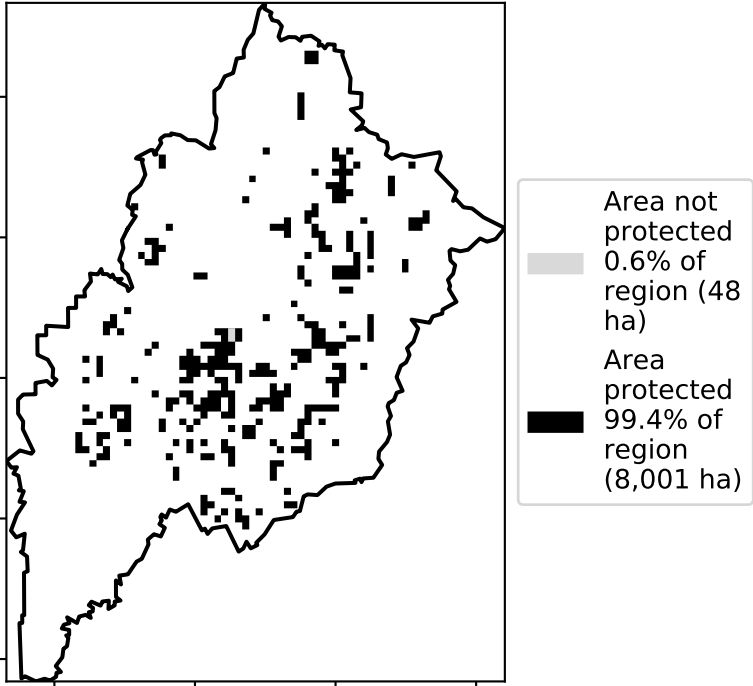 Area not
protected
0.6% of
region (48
ha)
Area
protected
99.4% of
region
(8,001 ha)